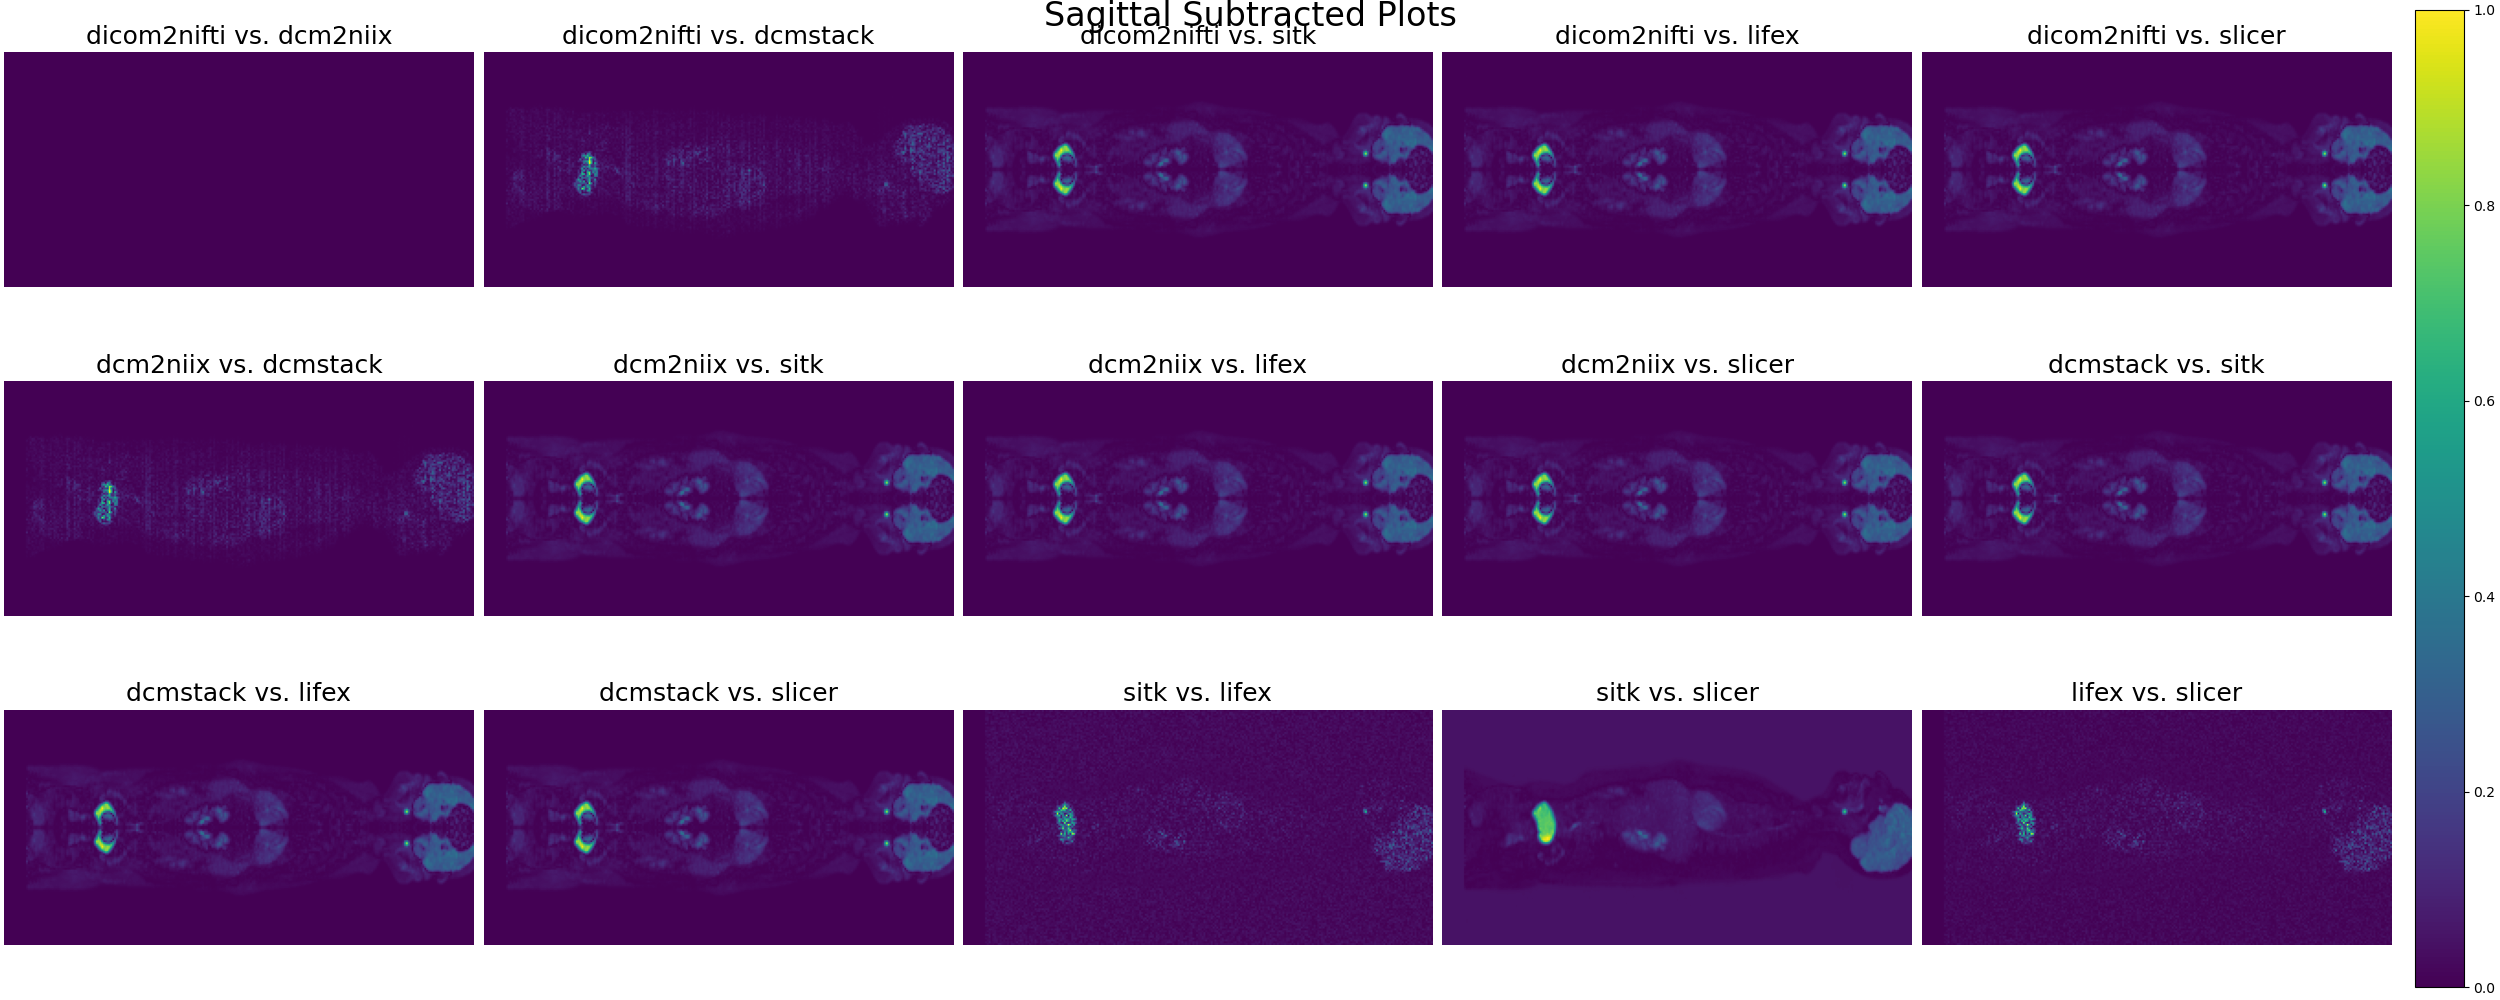 Sagittal Subtracted Plots
dicom2nifti vs. dcm2niix
dicom2nifti vs. dcmstack
dicom2nifti vs. sitk
dicom2nifti vs. lifex
dicom2nifti vs. slicer
dcm2niix vs. dcmstack
dcm2niix vs. sitk
dcm2niix vs. lifex
dcm2niix vs. slicer
dcmstack vs. sitk
dcmstack vs. lifex
dcmstack vs. slicer
sitk vs. lifex
sitk vs. slicer
lifex vs. slicer
1.0
0.8
0.6
0.4
0.2
0.0